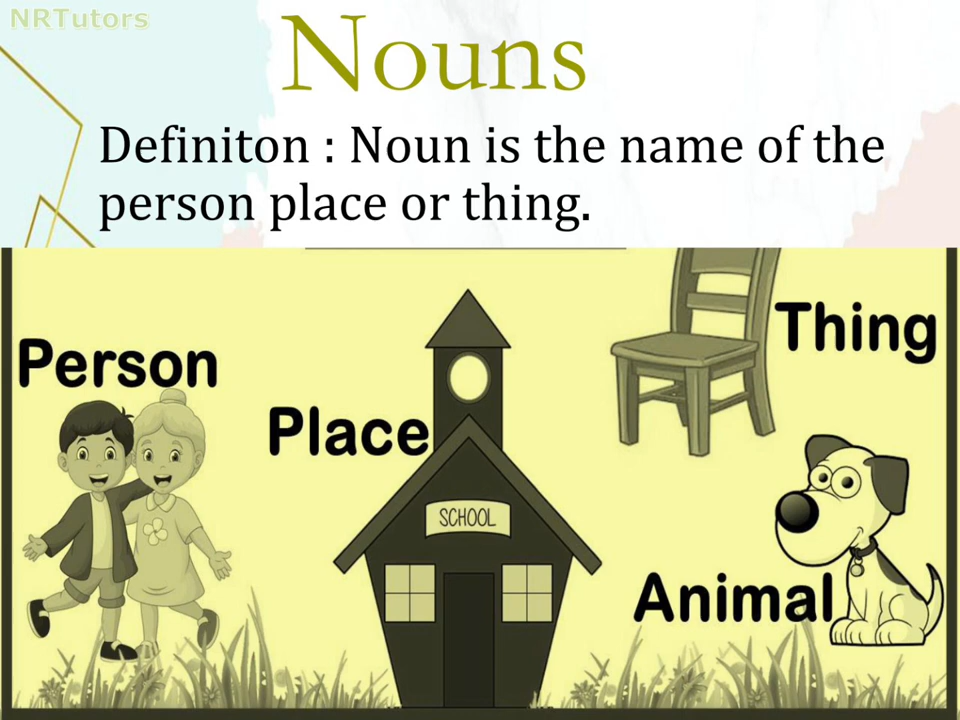 NRTutors
Nouns
Definiton : Noun is the name of the
person place or thing.
Thing
Person
Place
SCHOOL
Animal